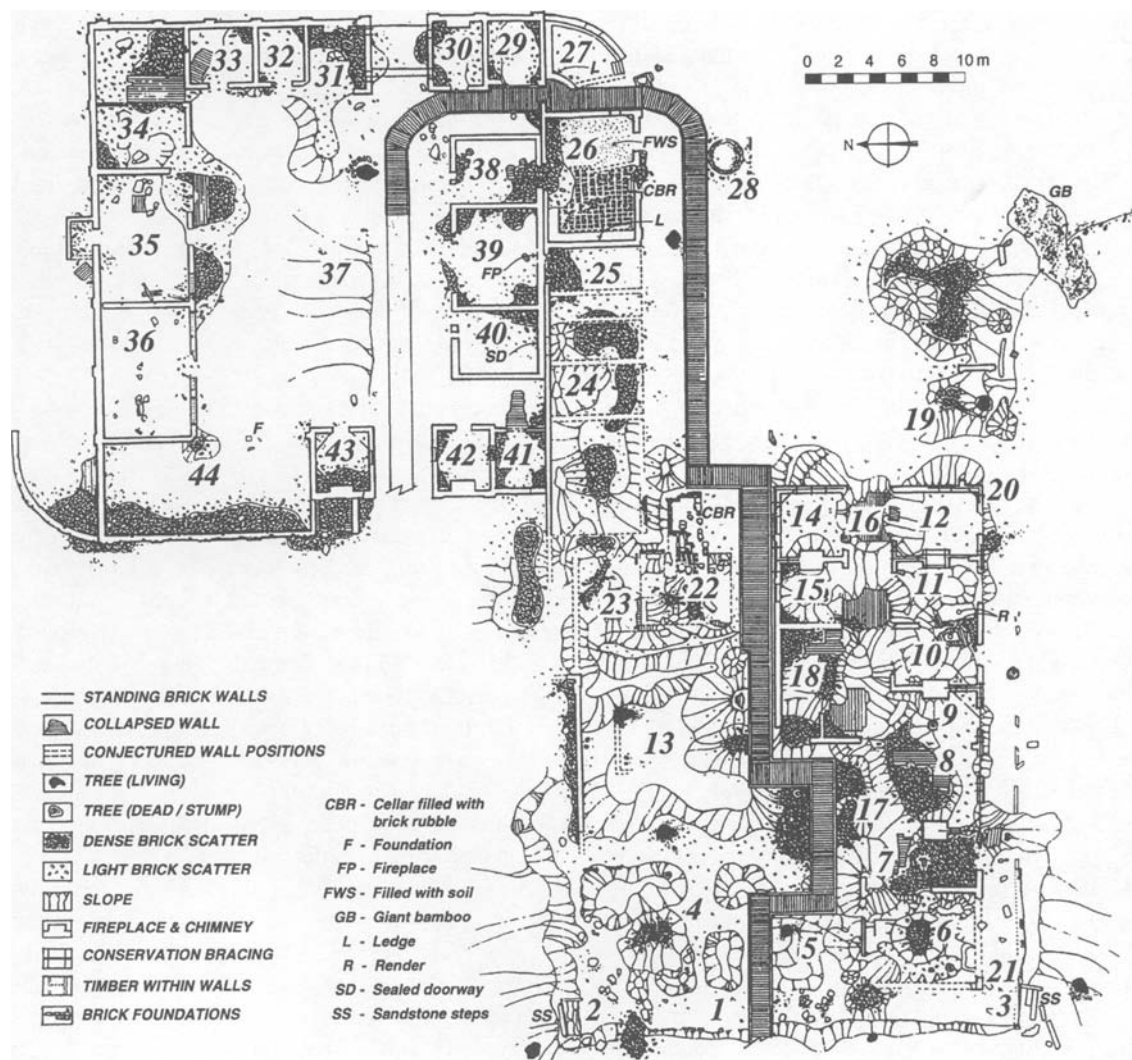 33 32 31 30 29 27
0 2 4 6 8 10 m
34 26 FWS N
38 28
CBR GB
35 39 L
37 FP 25
36 40
SD 24
19
44 F 43 42 41
CBR 14 16 12 20
23 22 15 11
R
10
18
9
13 8
17
7
4
5 6
21
2 1 3
SS SS
STANDING BRICK WALLS
COLLAPSED WALL
CONJECTURED WALL POSITIONS
TREE (LIVING)
TREE (DEAD / STUMP)
DENSE BRICK SCATTER
LIGHT BRICK SCATTER
SLOPE
FIREPLACE & CHIMNEY
CONSERVATION BRACING
TIMBER WITHIN WALLS
BRICK FOUNDATIONS
CBR - Cellar filled with
brick rubble
F - Foundation
FP - Fireplace
FWS - Filled with soil
GB - Giant bamboo
L - Ledge
R - Render
SD - Sealed doorway
SS - Sandstone steps